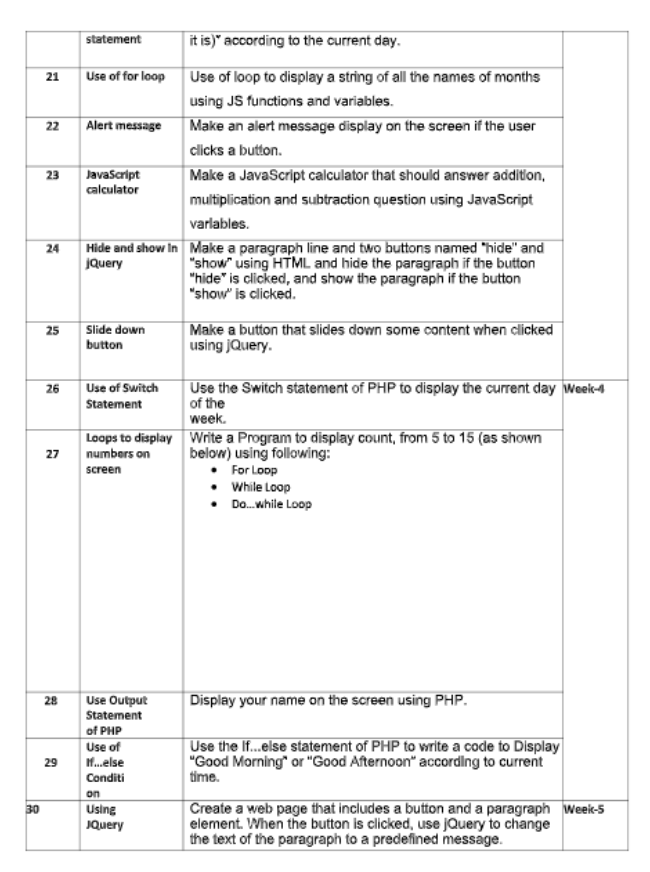 statement
it is)" according to the current day.
21
Use of for loop
Use of loop to display a string of all the names of months
using JS functions and variables.
22
Alert message
Make an alert message display on the screen if the user
clicks a button.
23
JavaScript
calculator
Make a JavaScript calculator that should answer addition,
multiplication and subtraction question using JavaScript
variables.
24
Hide and show in
jQuery
Make a paragraph line and two buttons named "hide" and
"show" using HTML and hide the paragraph if the button
"hide" is clicked, and show the paragraph if the button
"show" is clicked.
25
Slide down
button
Make a button that slides down some content when clicked
using jQuery.
26
Use of Switch
Statement
Use the Switch statement of PHP to display the current day
of the
week.
Week-4
27
Loops to display
numbers on
screen
Write a Program to display count, from 5 to 15 (as shown
below) using following:
• For Loop
• While Loop
• Do...while Loop
28
Use Output
Statement
of PHP
Display your name on the screen using PHP.
29
Use of
If...else
Conditi
on
Use the If...else statement of PHP to write a code to Display
"Good Morning" or "Good Afternoon" according to current
time.
30
Using
JQuery
Create a web page that includes a button and a paragraph
element. When the button is clicked, use jQuery to change
the text of the paragraph to a predefined message.
Week-5